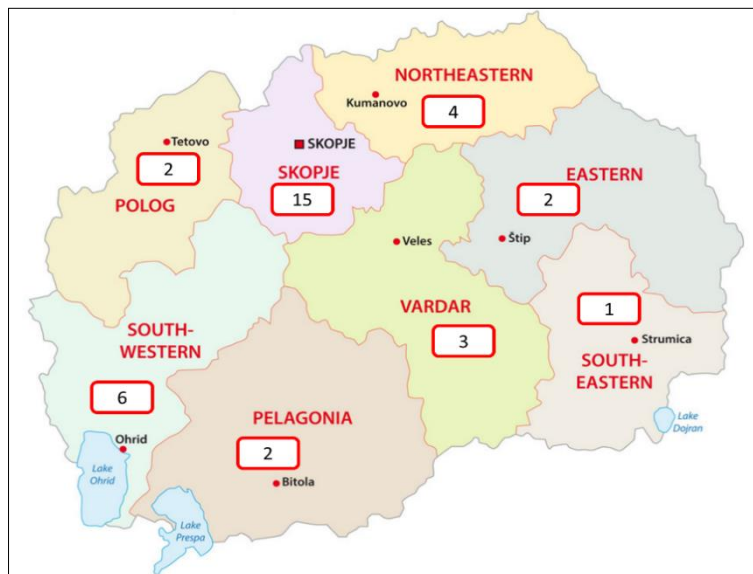 NORTHEASTERN
Kumanovo
4
Tetovo
2
POLOG
SKOPJE
SKOPJE
15
EASTERN
2
Štip
Veles
VARDAR
3
1
Strumica
SOUTH-
EASTERN
Lake
Dojran
SOUTH-
WESTERN
6
Ohrid
Lake
Ohrid
PELAGONIA
2
Bitola
Lake
Prespa